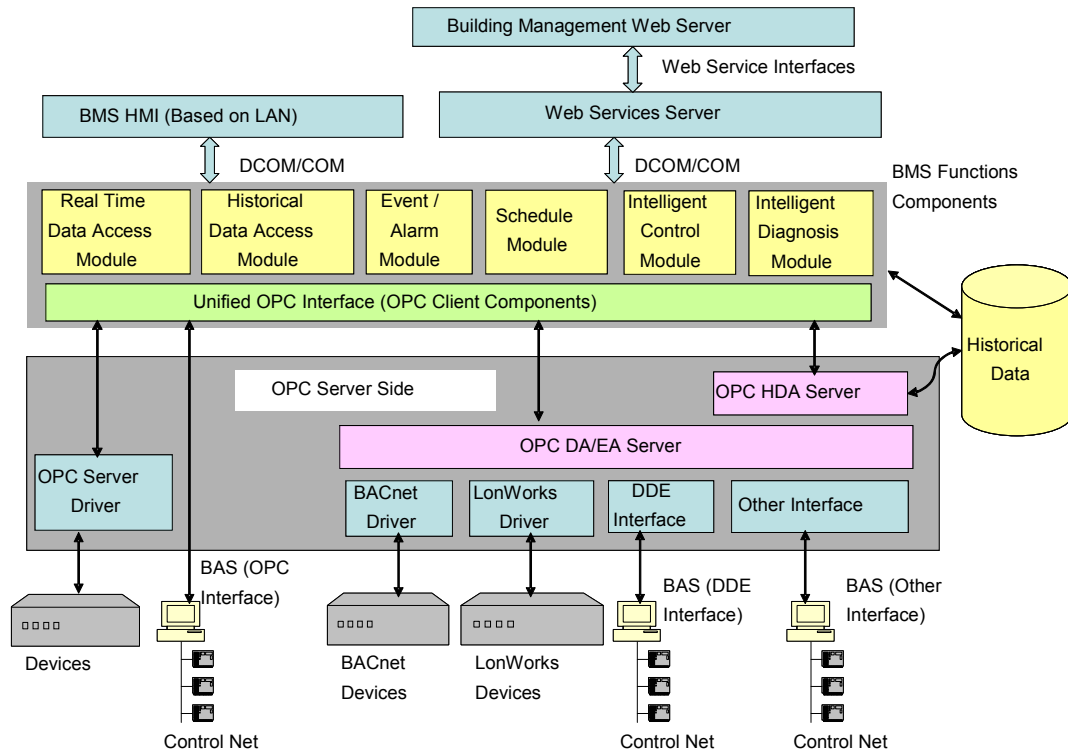 Building Management Web Server
Web Service Interfaces
BMS HMI (Based on LAN)
Web Services Server
DCOM/COM
DCOM/COM
BMS Functions
Components
Real Time
Data Access
Module
Historical
Data Access
Module
Event /
Alarm
Module
Schedule
Module
Intelligent
Control
Module
Intelligent
Diagnosis
Module
Unified OPC Interface (OPC Client Components)
Historical
Data
OPC Server Side
OPC HDA Server
OPC DA/EA Server
OPC Server
Driver
BACnet
Driver
LonWorks
Driver
DDE
Interface
Other Interface
BAS (OPC
Interface)
BAS (DDE
Interface)
BAS (Other
Interface)
Devices
BACnet
Devices
LonWorks
Devices
Control Net
Control Net
Control Net